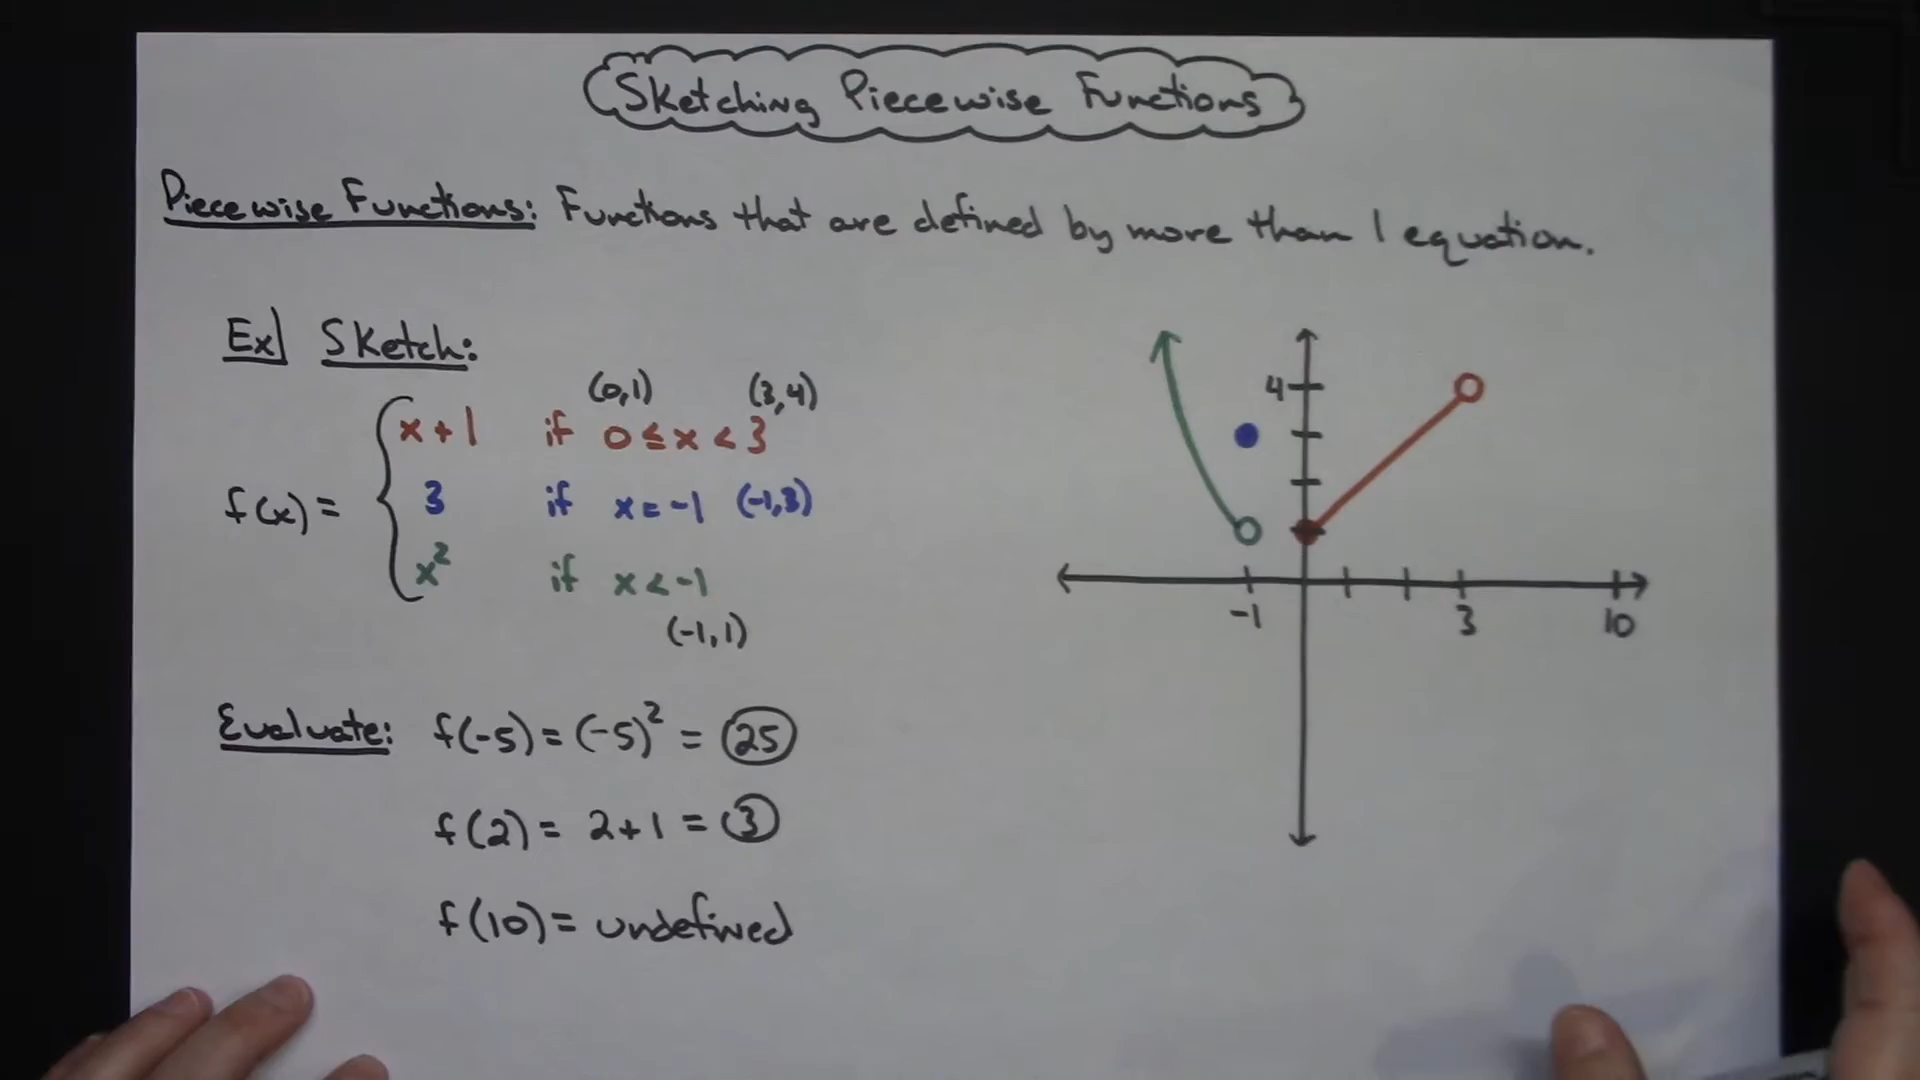 Sketching Piecewise Functions
Piecewise Functions: Functions that are defined by more than 1 equation.
Ex) Sketch:
(0,1) (3,4)
x+1 if 0 ≤ x < 3
f(x) = { 3 if x = -1 (-1,3)
x² if x < -1
(-1,1)
Evaluate: f(-5) = (-5)² = 25
f(2) = 2+1 = 3
f(10) = undefined
4
-1 3 10